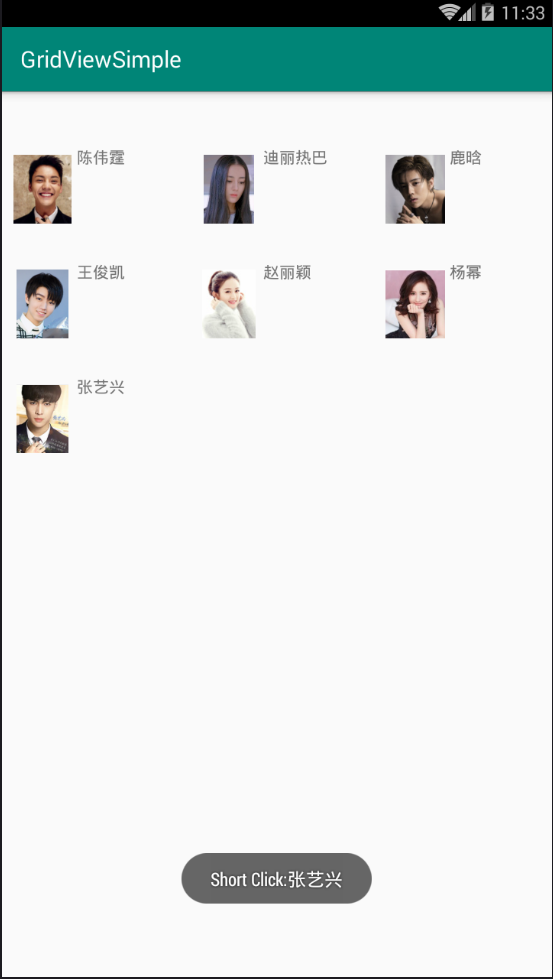 11:33
GridViewSimple
陈伟霆 迪丽热巴 鹿晗
王俊凯 赵丽颖 杨幂
张艺兴
Short Click:张艺兴